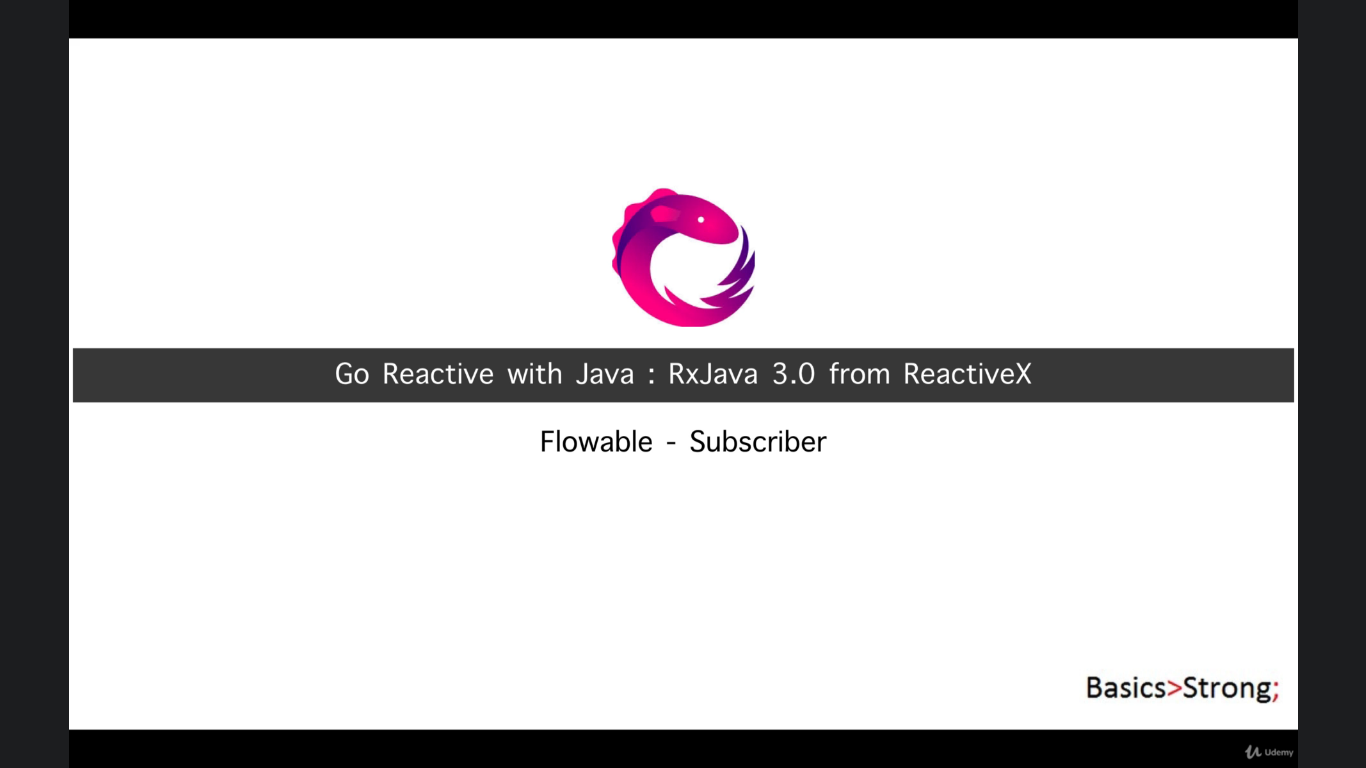 Go Reactive with Java : RxJava 3.0 from ReactiveX
Flowable - Subscriber
Basics>Strong;
Udemy